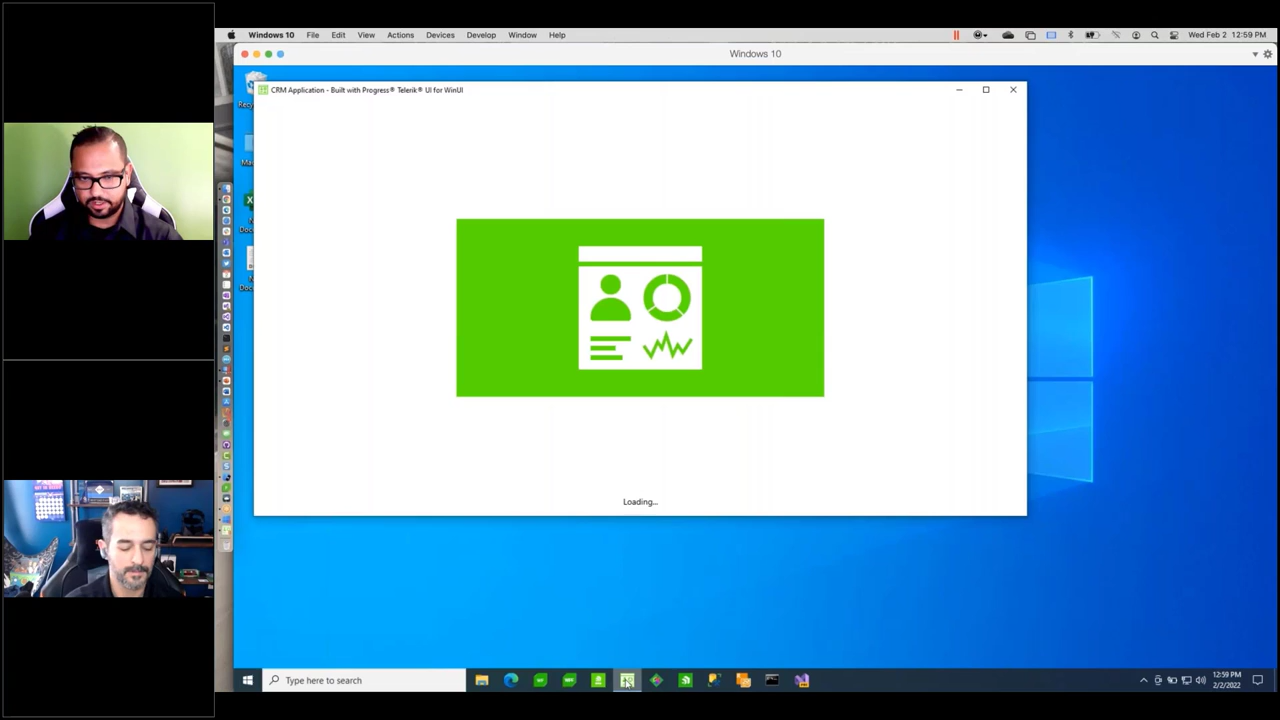 Windows 10 File Edit View Actions Devices Develop Window Help Wed Feb 2 12:59 PM
Windows 10
CRM Application - Built with Progress® Telerik® UI for WinUI
Loading...
Type here to search
12:59 PM
2/2/2022